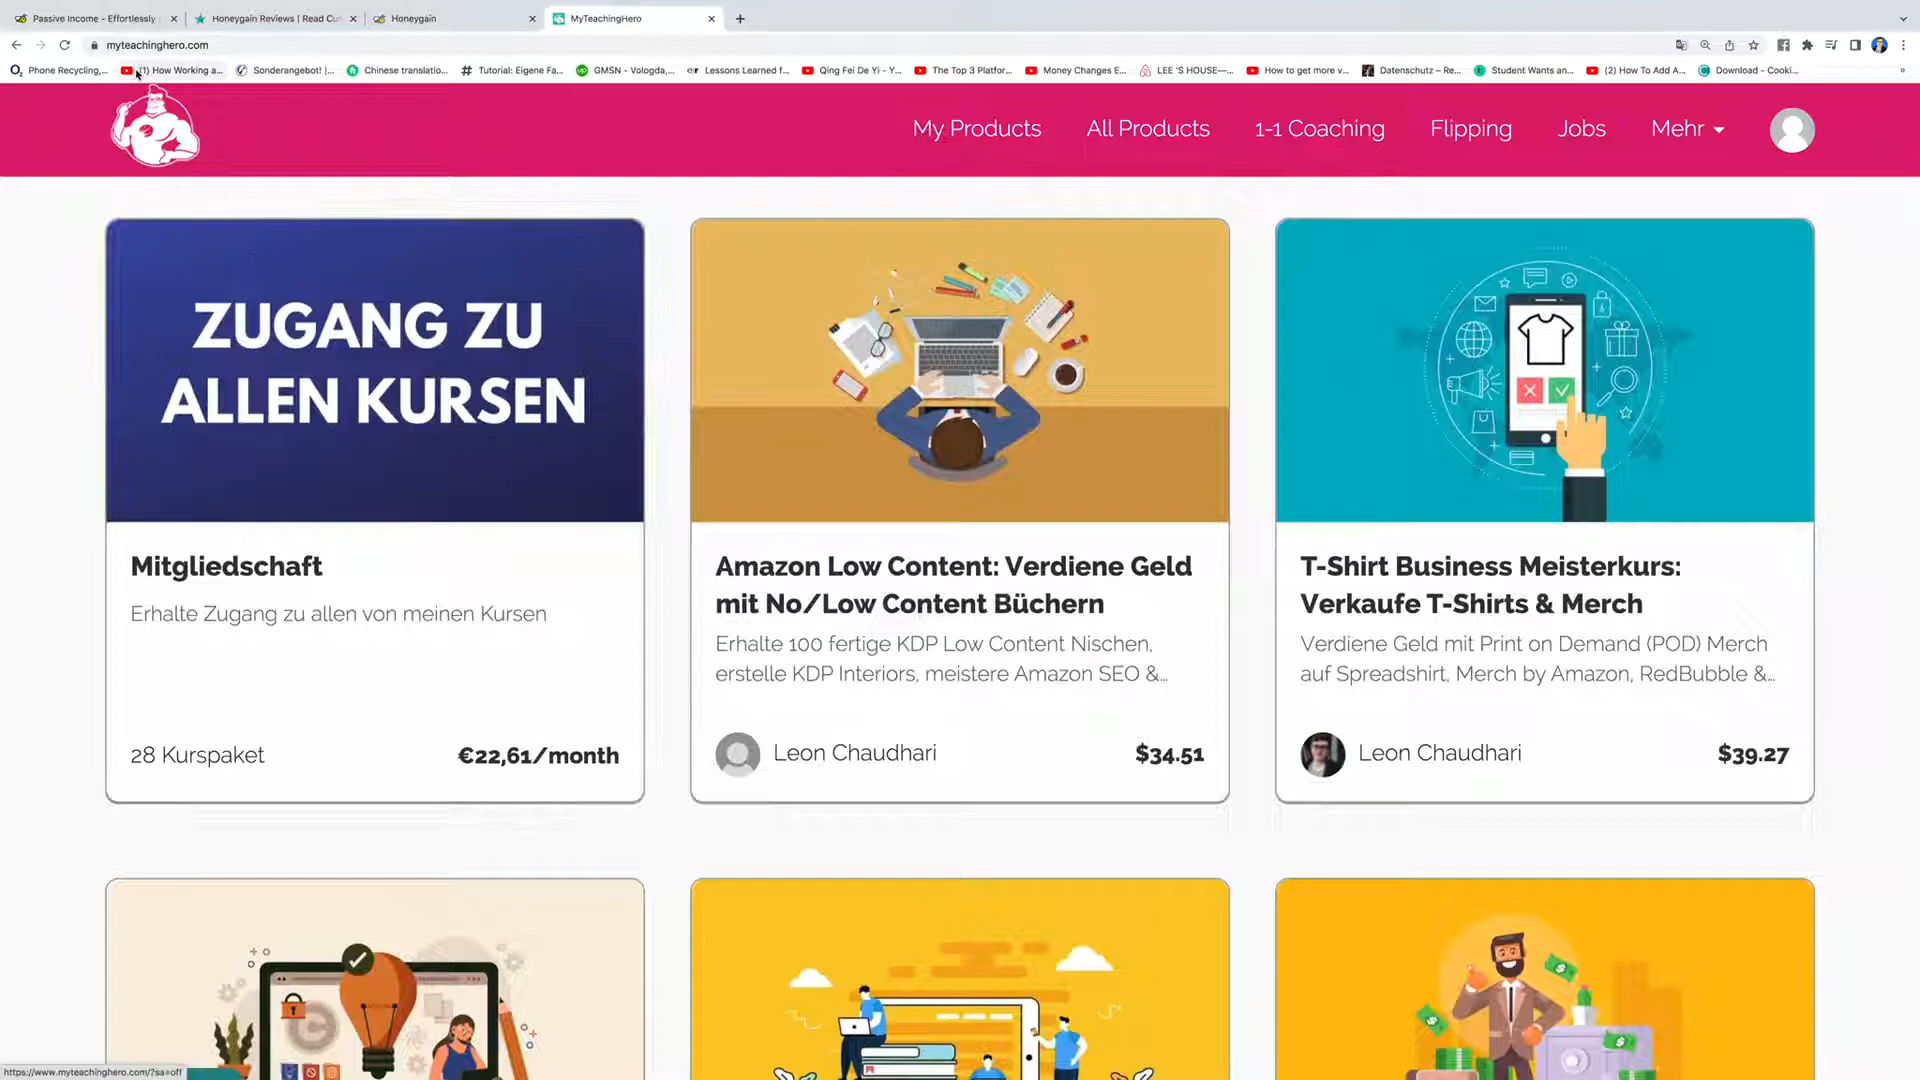 Passive Income - Effortlessly
Honeygain Reviews | Read Cu
Honeygain
MyTeachingHero
myteachinghero.com
Phone Recycling,...
(1) How Working a...
Sonderangebot! |...
Chinese translatio...
Tutorial: Eigene Fa...
GMSN - Vologda,...
Lessons Learned f...
Qing Fei De Yi - Y...
The Top 3 Platfor...
Money Changes E...
LEE 'S HOUSE—...
How to get more v...
Datenschutz – Re...
Student Wants an...
(2) How To Add A...
Download - Cooki...
»
My Products
All Products
1-1 Coaching
Flipping
Jobs
Mehr
ZUGANG ZU
ALLEN KURSEN
Mitgliedschaft
Erhalte Zugang zu allen von meinen Kursen
28 Kurspaket
€22,61/month
Amazon Low Content: Verdiene Geld
mit No/Low Content Büchern
Erhalte 100 fertige KDP Low Content Nischen,
erstelle KDP Interiors, meistere Amazon SEO &...
Leon Chaudhari
$34.51
T-Shirt Business Meisterkurs:
Verkaufe T-Shirts & Merch
Verdiene Geld mit Print on Demand (POD) Merch
auf Spreadshirt, Merch by Amazon, RedBubble &...
Leon Chaudhari
$39.27
https://www.myteachinghero.com/?sa=off